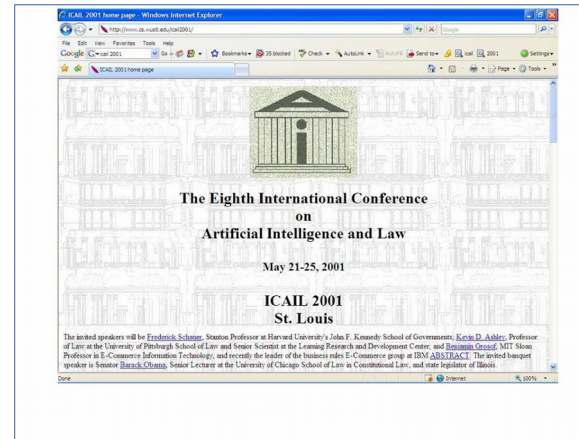 ICAIL 2001 home page - Windows Internet Explorer
http://www.cs.wustl.edu/icail2001/
Google
File Edit View Favorites Tools Help
Google icail 2001 Go Bookmarks 35 blocked Check AutoLink AutoFill Send to icail 2001 Settings
ICAIL 2001 home page Page Tools
The Eighth International Conference
on
Artificial Intelligence and Law
May 21-25, 2001
ICAIL 2001
St. Louis
The invited speakers will be Frederick Schauer, Stanton Professor at Harvard University's John F. Kennedy School of Governments; Kevin D. Ashley, Professor
of Law at the University of Pittsburgh School of Law and Senior Scientist at the Learning Research and Development Center; and Benjamin Grosof, MIT Sloan
Professor in E-Commerce Information Technology, and recently the leader of the business rules E-Commerce group at IBM ABSTRACT. The invited banquet
speaker is Senator Barack Obama, Senior Lecturer at the University of Chicago School of Law in Constitutional Law, and state legislator of Illinois.
Done Internet 100%